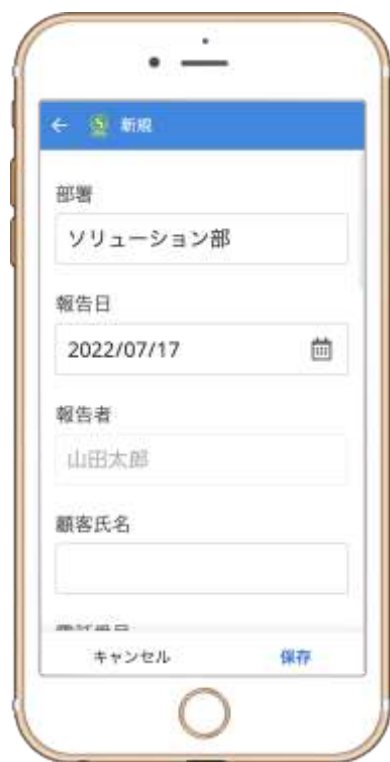 新規
部署
ソリューション部
報告日
2022/07/17
報告者
山田太郎
顧客氏名
キャンセル
保存